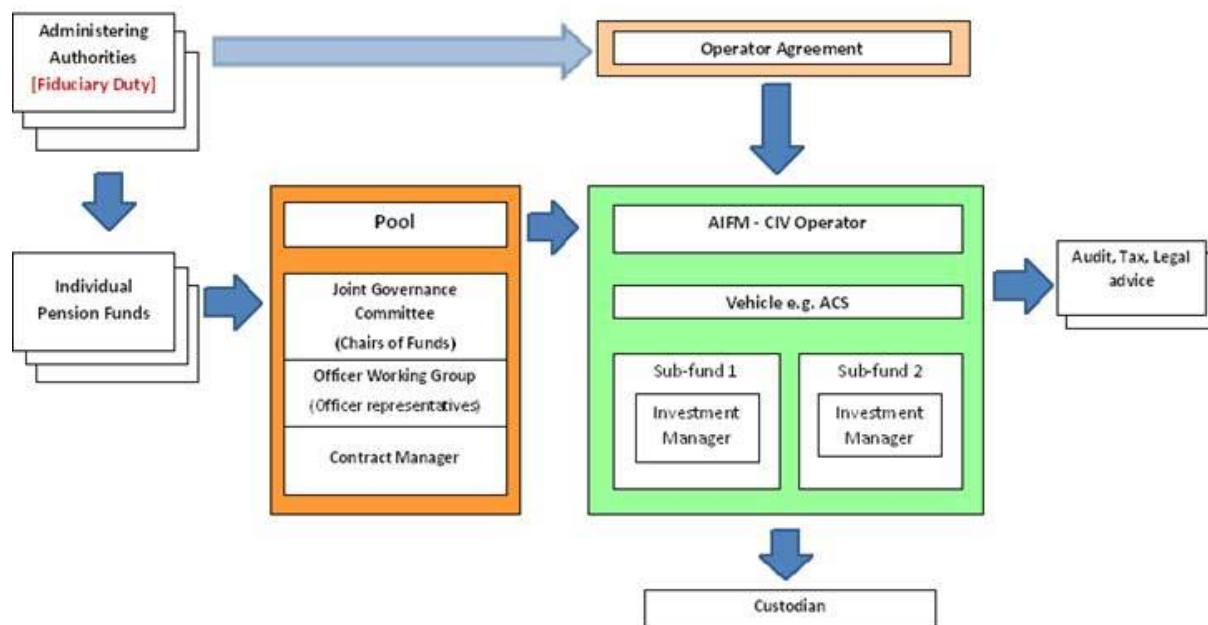 Administering
Authorities
[Fiduciary Duty]
Operator Agreement
Individual
Pension Funds
Pool
Joint Governance
Committee
(Chairs of Funds)
Officer Working Group
(Officer representatives)
Contract Manager
AIFM - CIV Operator
Vehicle e.g. ACS
Sub-fund 1
Investment
Manager
Sub-fund 2
Investment
Manager
Audit, Tax, Legal
advice
Custodian